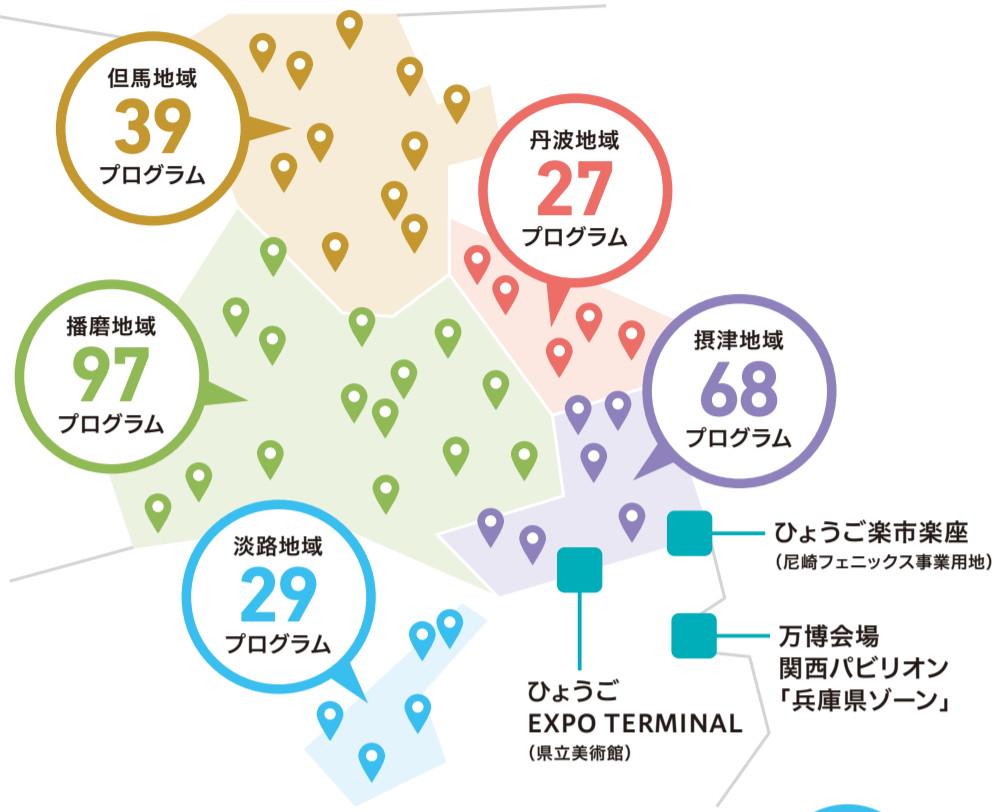 但馬地域
39
プログラム
丹波地域
27
プログラム
播磨地域
97
プログラム
摂津地域
68
プログラム
淡路地域
29
プログラム
ひょうご楽市楽座
（尼崎フェニックス事業用地）
万博会場
関西パビリオン
「兵庫県ゾーン」
ひょうご
EXPO TERMINAL
（県立美術館）